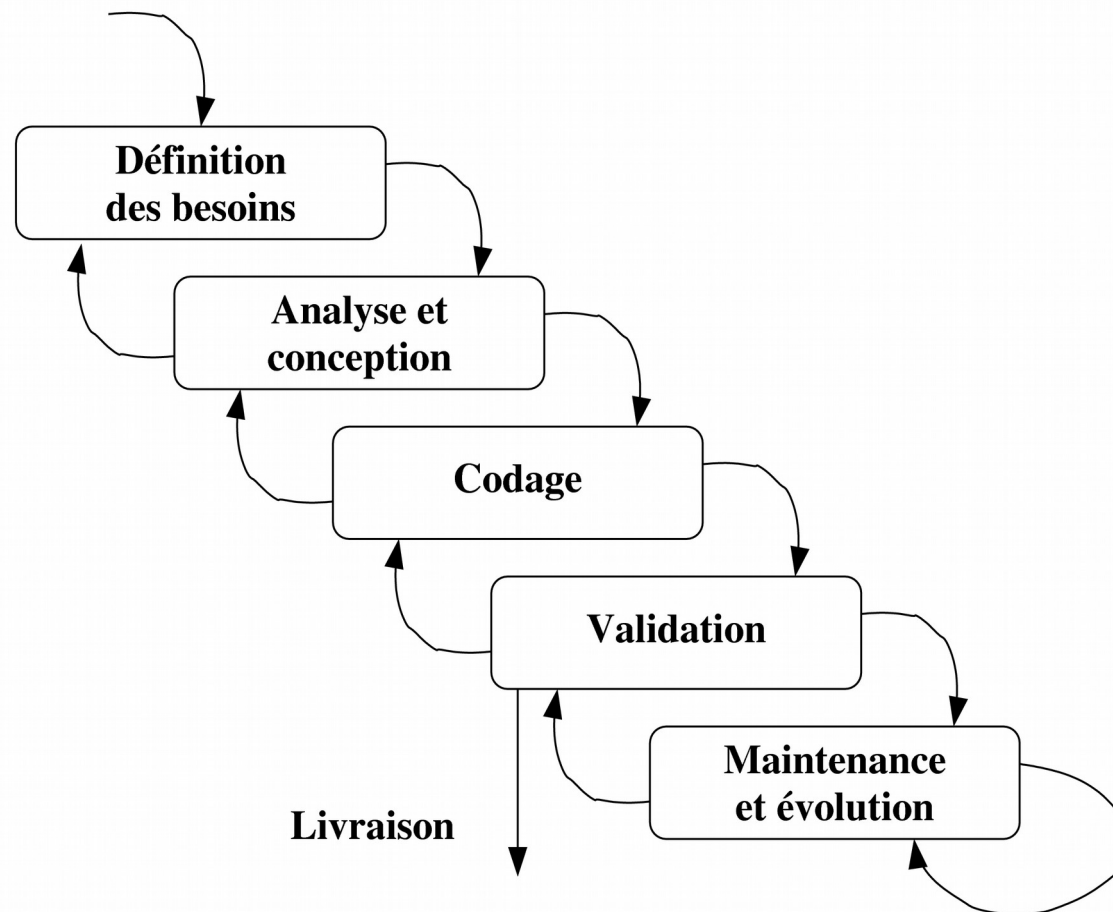 Définition
des besoins
Analyse et
conception
Codage
Validation
Maintenance
et évolution
Livraison